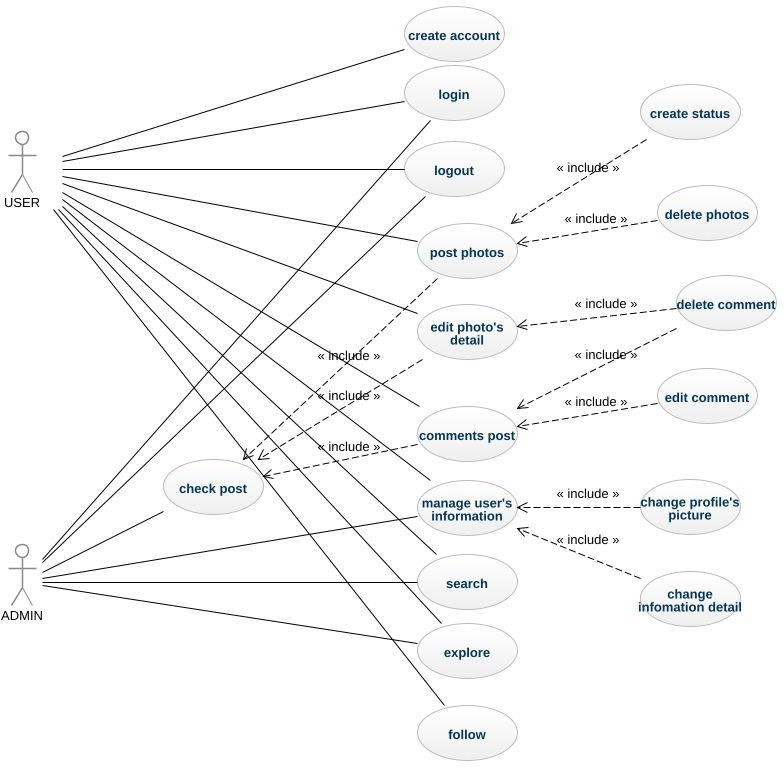 create account
login
create status
« include »
logout
USER
delete photos
« include »
post photos
delete comment
« include »
edit photo's
detail
« include »
« include »
« include »
edit comment
« include »
comments post
« include »
check post
« include »
change profile's
picture
manage user's
information
« include »
search
change
infomation detail
ADMIN
explore
follow